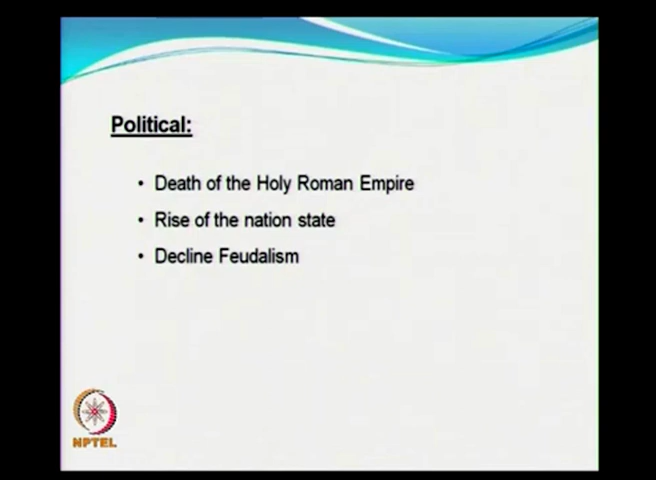 Political:
• Death of the Holy Roman Empire
• Rise of the nation state
• Decline Feudalism
NPTEL